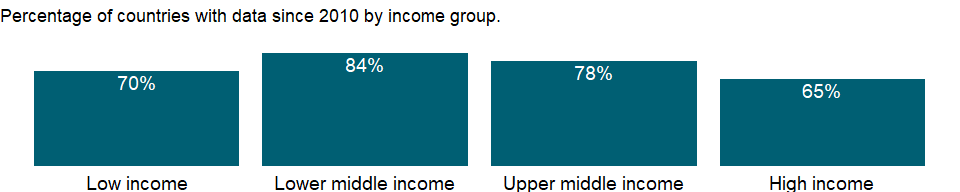 Percentage of countries with data since 2010 by income group.
70%
84%
78%
65%
Low income
Lower middle income
Upper middle income
High income